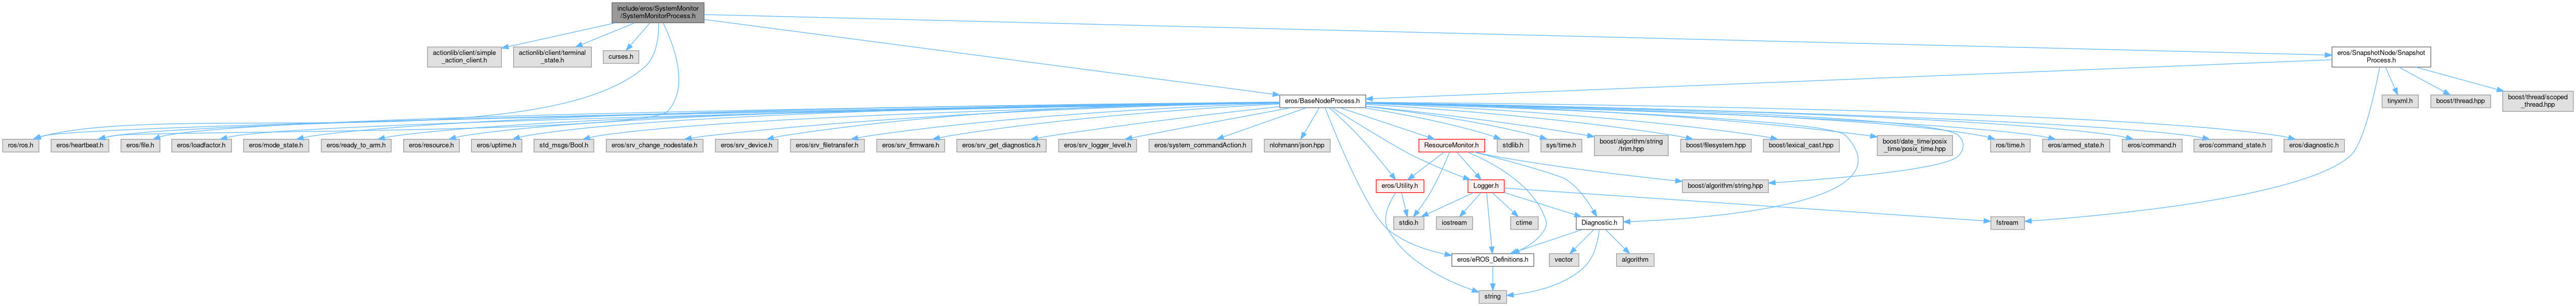 include/eros/SystemMonitor
/SystemMonitorProcess.h
actionlib/client/simple
_action_client.h
actionlib/client/terminal
_state.h
curses.h
eros/SnapshotNode/Snapshot
Process.h
eros/BaseNodeProcess.h
tinyxml.h
boost/thread.hpp
boost/thread/scoped
_thread.hpp
ros/ros.h
eros/heartbeat.h
eros/file.h
eros/loadfactor.h
eros/mode_state.h
eros/ready_to_arm.h
eros/resource.h
eros/uptime.h
std_msgs/Bool.h
eros/srv_change_nodestate.h
eros/srv_device.h
eros/srv_filetransfer.h
eros/srv_firmware.h
eros/srv_get_diagnostics.h
eros/srv_logger_level.h
eros/system_commandAction.h
nlohmann/json.hpp
ResourceMonitor.h
stdlib.h
sys/time.h
boost/algorithm/string
/trim.hpp
boost/filesystem.hpp
boost/lexical_cast.hpp
boost/date_time/posix
_time/posix_time.hpp
ros/time.h
eros/armed_state.h
eros/command.h
eros/command_state.h
eros/diagnostic.h
eros/Utility.h
Logger.h
boost/algorithm/string.hpp
stdio.h
iostream
ctime
Diagnostic.h
fstream
eros/eROS_Definitions.h
vector
algorithm
string